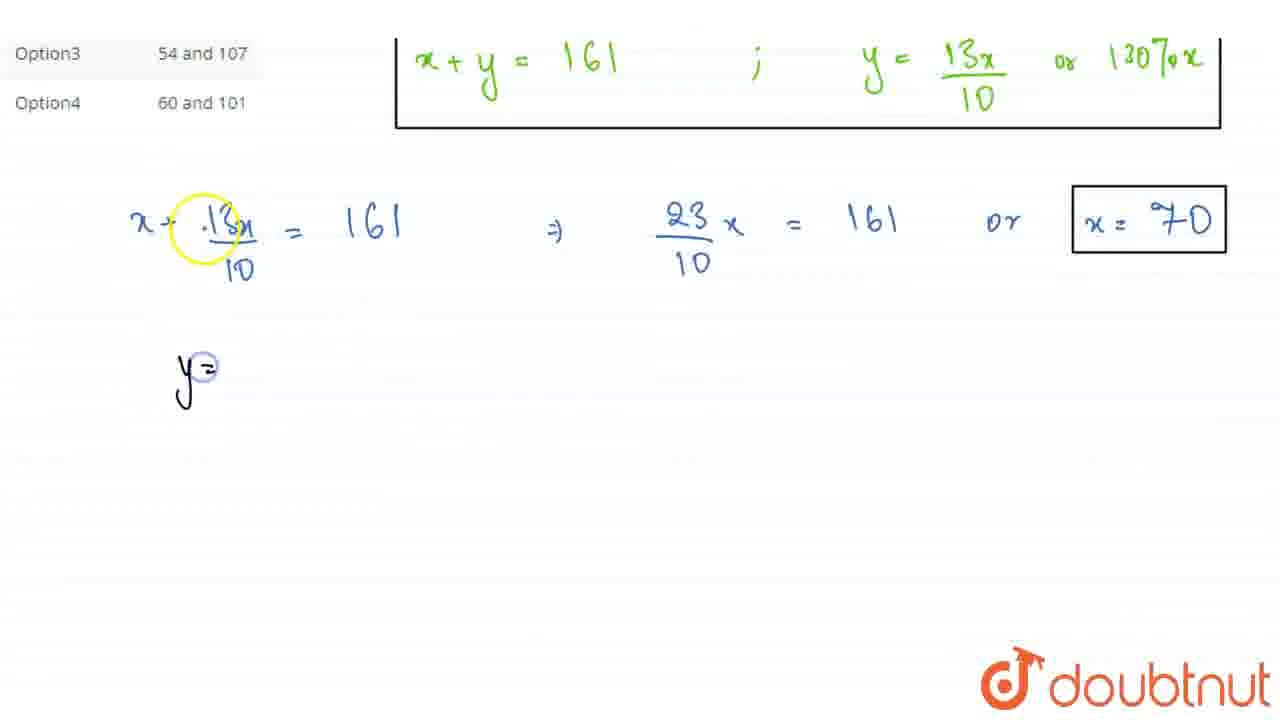 Option3 54 and 107
x + y = 161 ; y = 13x/10 or 130% x
Option4 60 and 101
x + 13x/10 = 161 ⇒ 23/10 x = 161 or x = 70
y =
doubtnut